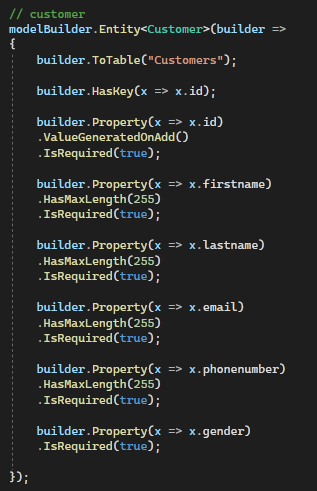 // customer
modelBuilder.Entity<Customer>(builder =>
{
    builder.ToTable("Customers");
    builder.HasKey(x => x.id);
    builder.Property(x => x.id)
    .ValueGeneratedOnAdd()
    .IsRequired(true);
    builder.Property(x => x.firstname)
    .HasMaxLength(255)
    .IsRequired(true);
    builder.Property(x => x.lastname)
    .HasMaxLength(255)
    .IsRequired(true);
    builder.Property(x => x.email)
    .HasMaxLength(255)
    .IsRequired(true);
    builder.Property(x => x.phonenumber)
    .HasMaxLength(255)
    .IsRequired(true);
    builder.Property(x => x.gender)
    .IsRequired(true);
});